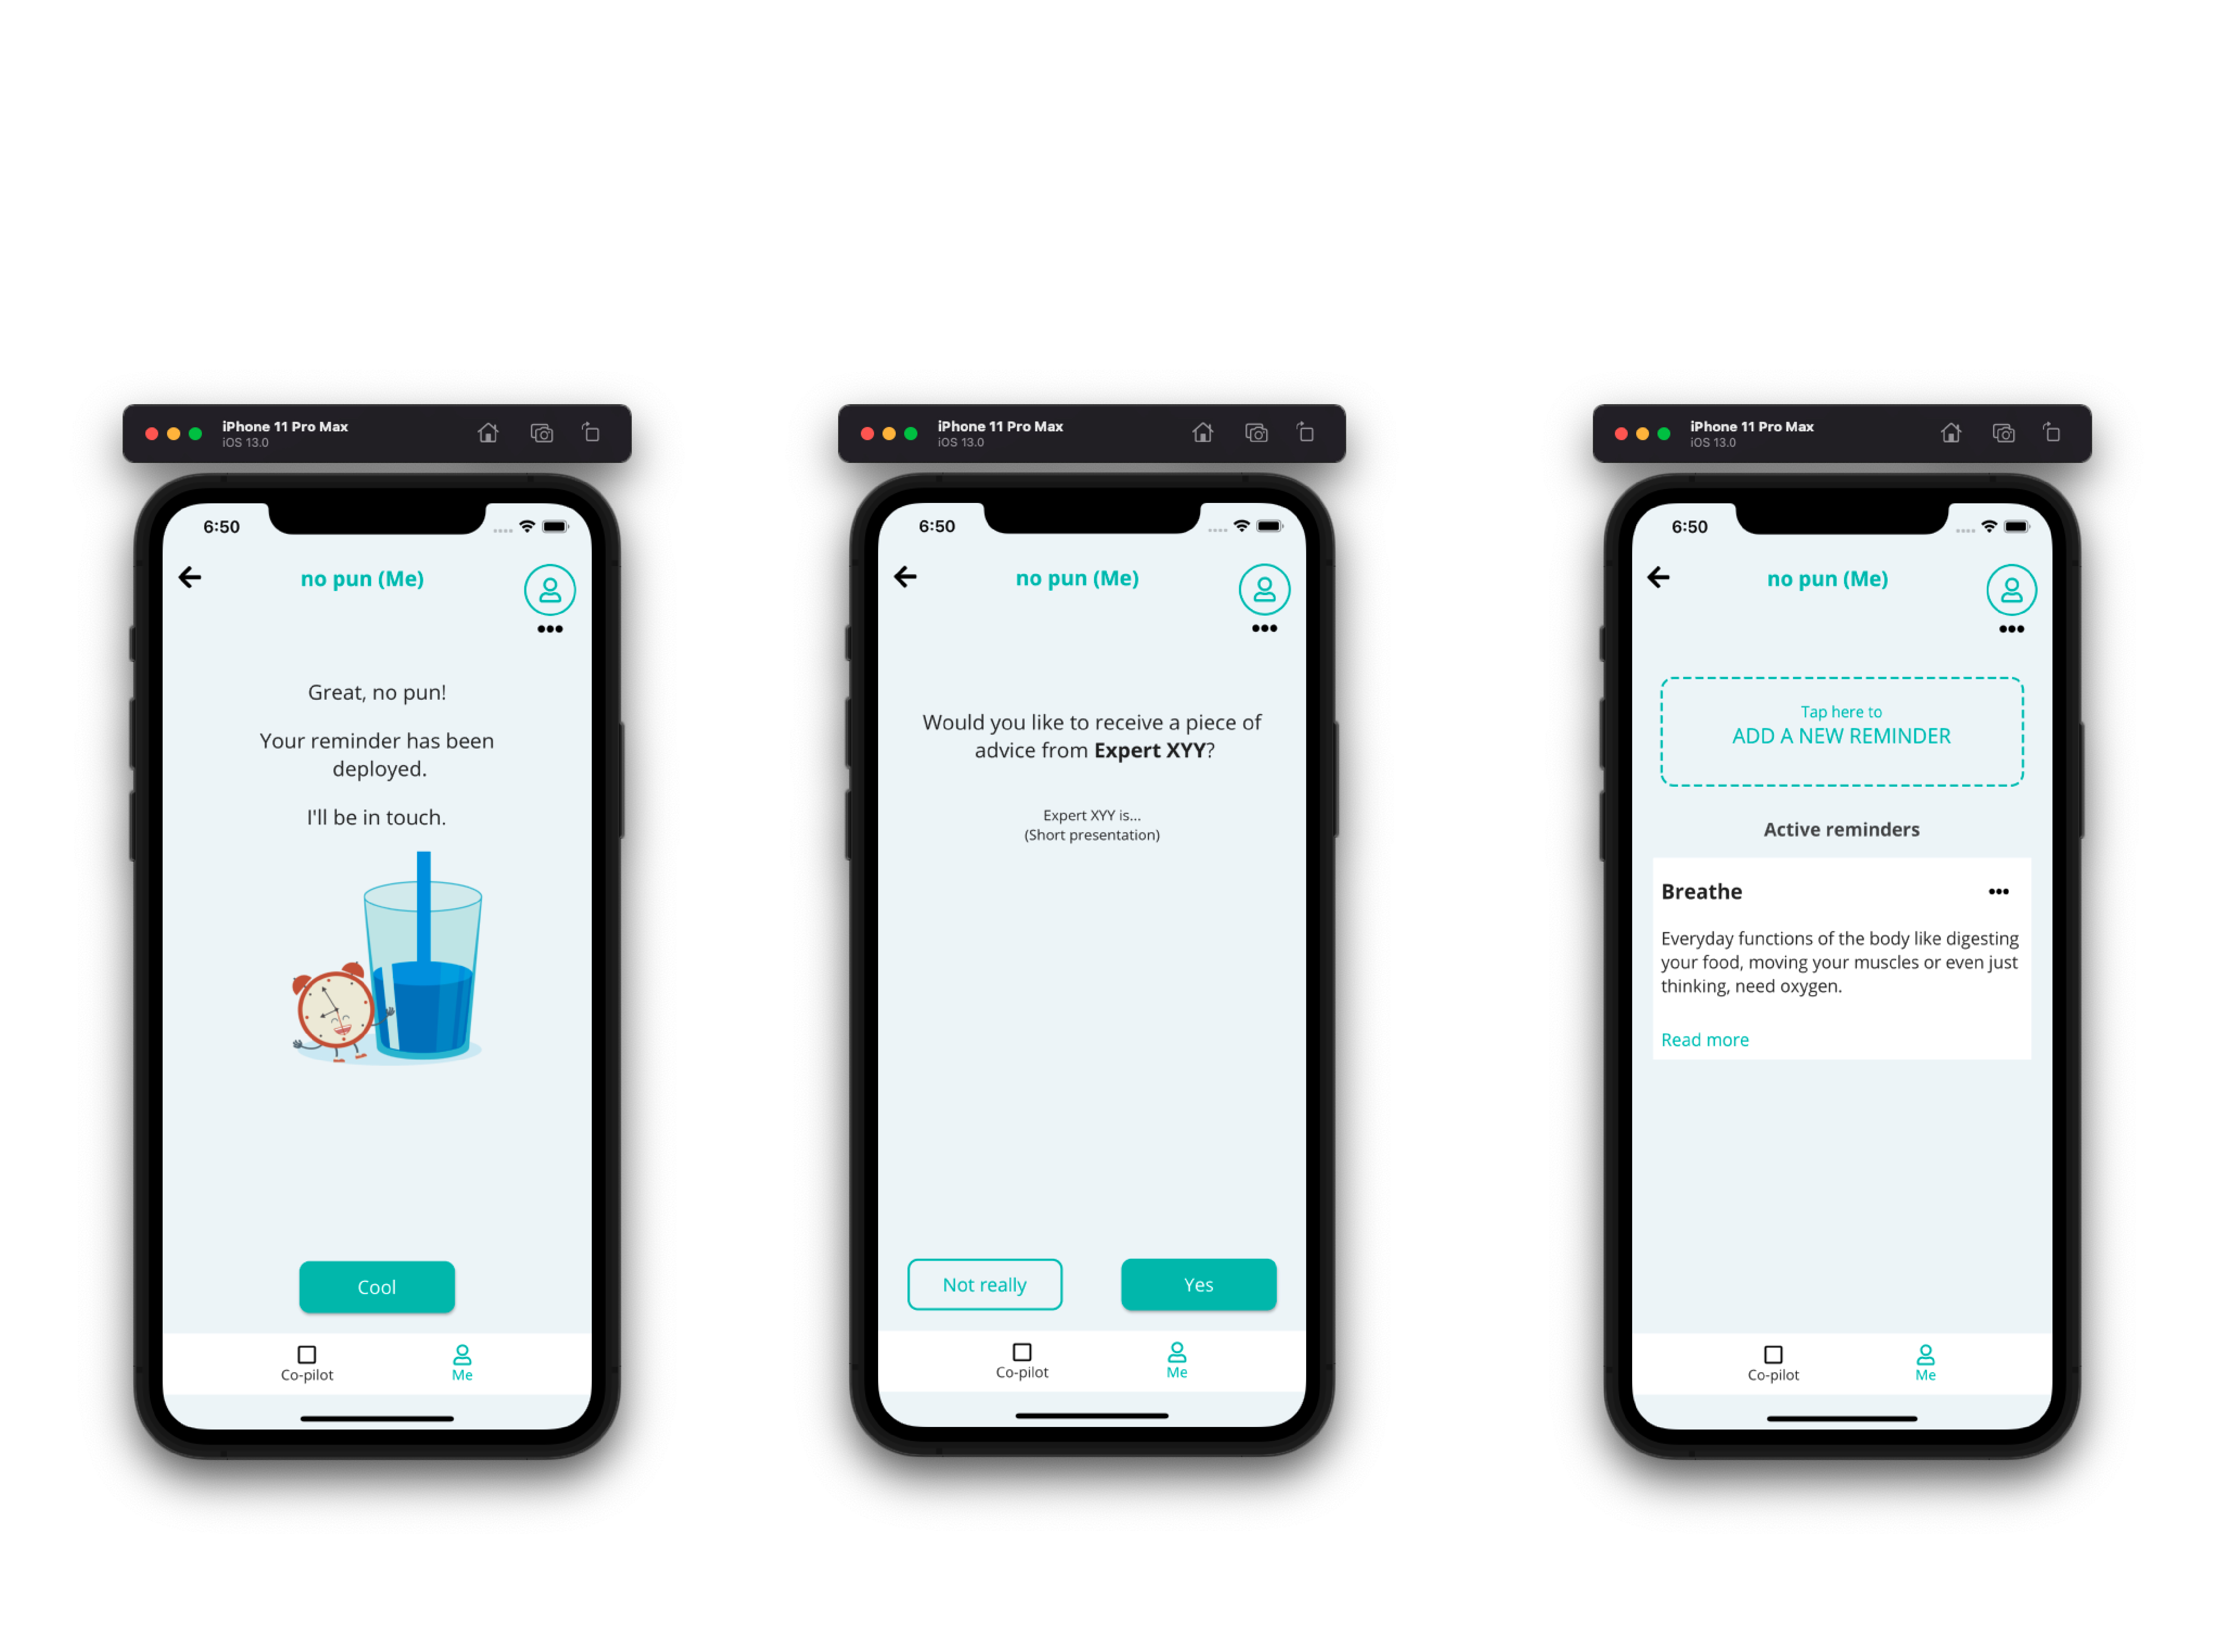 iPhone 11 Pro Max
iOS 13.0
6:50
no pun (Me)
Great, no pun!
Your reminder has been
deployed.
I'll be in touch.
Cool
Co-pilot
Me
iPhone 11 Pro Max
iOS 13.0
6:50
no pun (Me)
Would you like to receive a piece of
advice from Expert XYY?
Expert XYY is...
(Short presentation)
Not really
Yes
Co-pilot
Me
iPhone 11 Pro Max
iOS 13.0
6:50
no pun (Me)
Tap here to
ADD A NEW REMINDER
Active reminders
Breathe
Everyday functions of the body like digesting
your food, moving your muscles or even just
thinking, need oxygen.
Read more
Co-pilot
Me